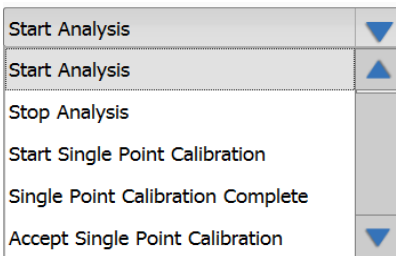 Start Analysis
Start Analysis
Stop Analysis
Start Single Point Calibration
Single Point Calibration Complete
Accept Single Point Calibration